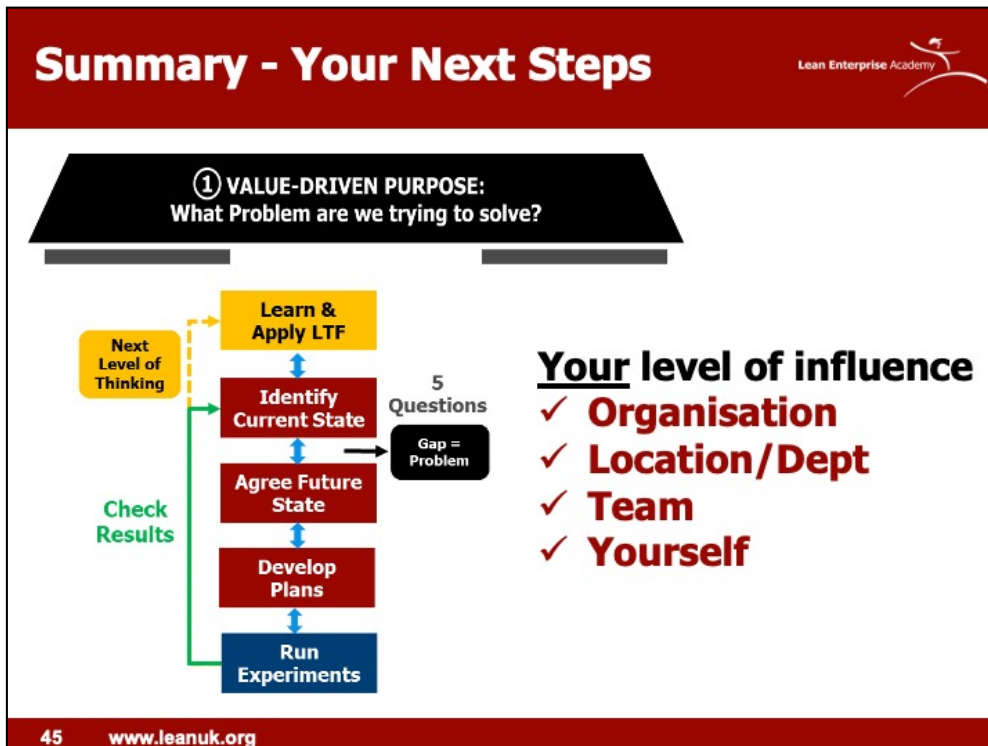 Summary - Your Next Steps
Lean Enterprise Academy
① VALUE-DRIVEN PURPOSE:
What Problem are we trying to solve?
Learn &
Apply LTF
Next
Level of
Thinking
Identify
Current State
5
Questions
Gap =
Problem
Agree Future
State
Check
Results
Develop
Plans
Run
Experiments
Your level of influence
✓ Organisation
✓ Location/Dept
✓ Team
✓ Yourself
45 www.leanuk.org